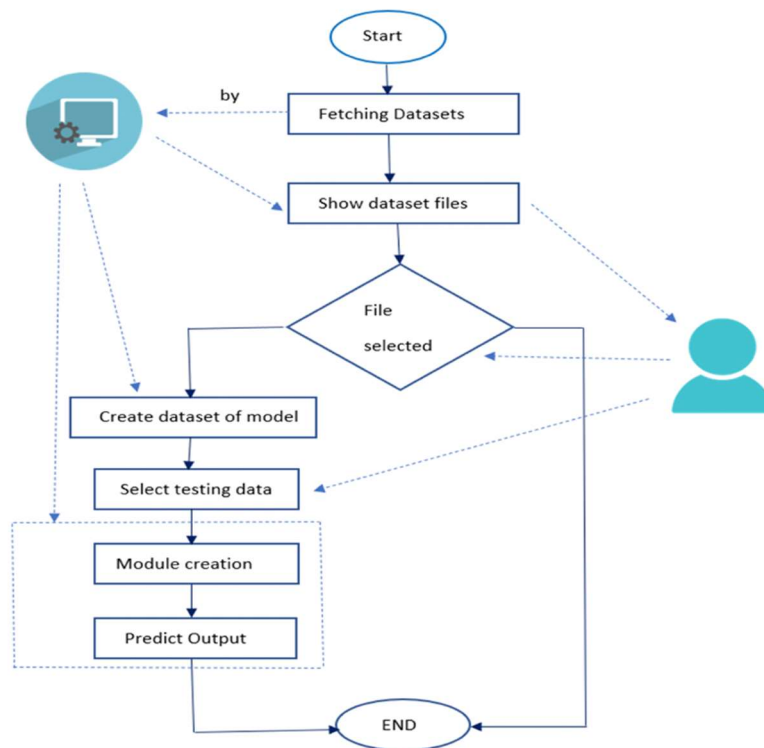 Start
by
Fetching Datasets
Show dataset files
File
selected
Create dataset of model
Select testing data
Module creation
Predict Output
END